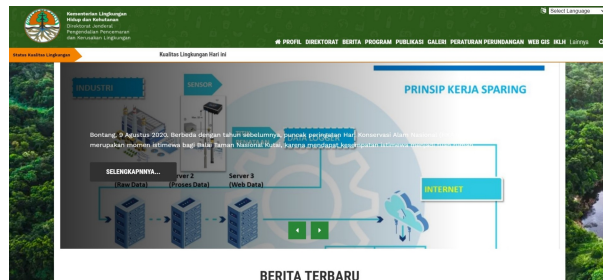 Select Language
Kementerian Lingkungan
Hidup dan Kehutanan
Direktorat Jenderal
Pengendalian Pencemaran
dan Kerusakan Lingkungan
PROFIL DIREKTORAT BERITA PROGRAM PUBLIKASI GALERI PERATURAN PERUNDANGAN WEB GIS IKLH Lainnya
Status Kualitas Lingkungan
Kualitas Lingkungan Hari ini
INDUSTRI
SENSOR
PRINSIP KERJA SPARING
DATA LOGGER
Bontang, 9 Agustus 2020. Berbeda dengan tahun sebelumnya, puncak peringatan Hari Konservasi Alam
merupakan momen istimewa bagi Balai Taman Nasional Kutai, karena mendapat
SELENGKAPNYA...
Server 2
Server 3
(Raw Data)
(Proses Data)
(Web Data)
INTERNET
BERITA TERBARU